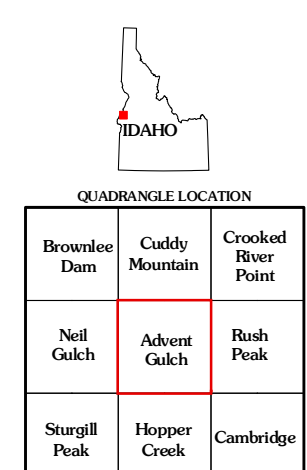 IDAHO
QUADRANGLE LOCATION
Brownlee
Dam
Cuddy
Mountain
Crooked
River
Point
Neil
Gulch
Advent
Gulch
Rush
Peak
Sturgill
Peak
Hopper
Creek
Cambridge